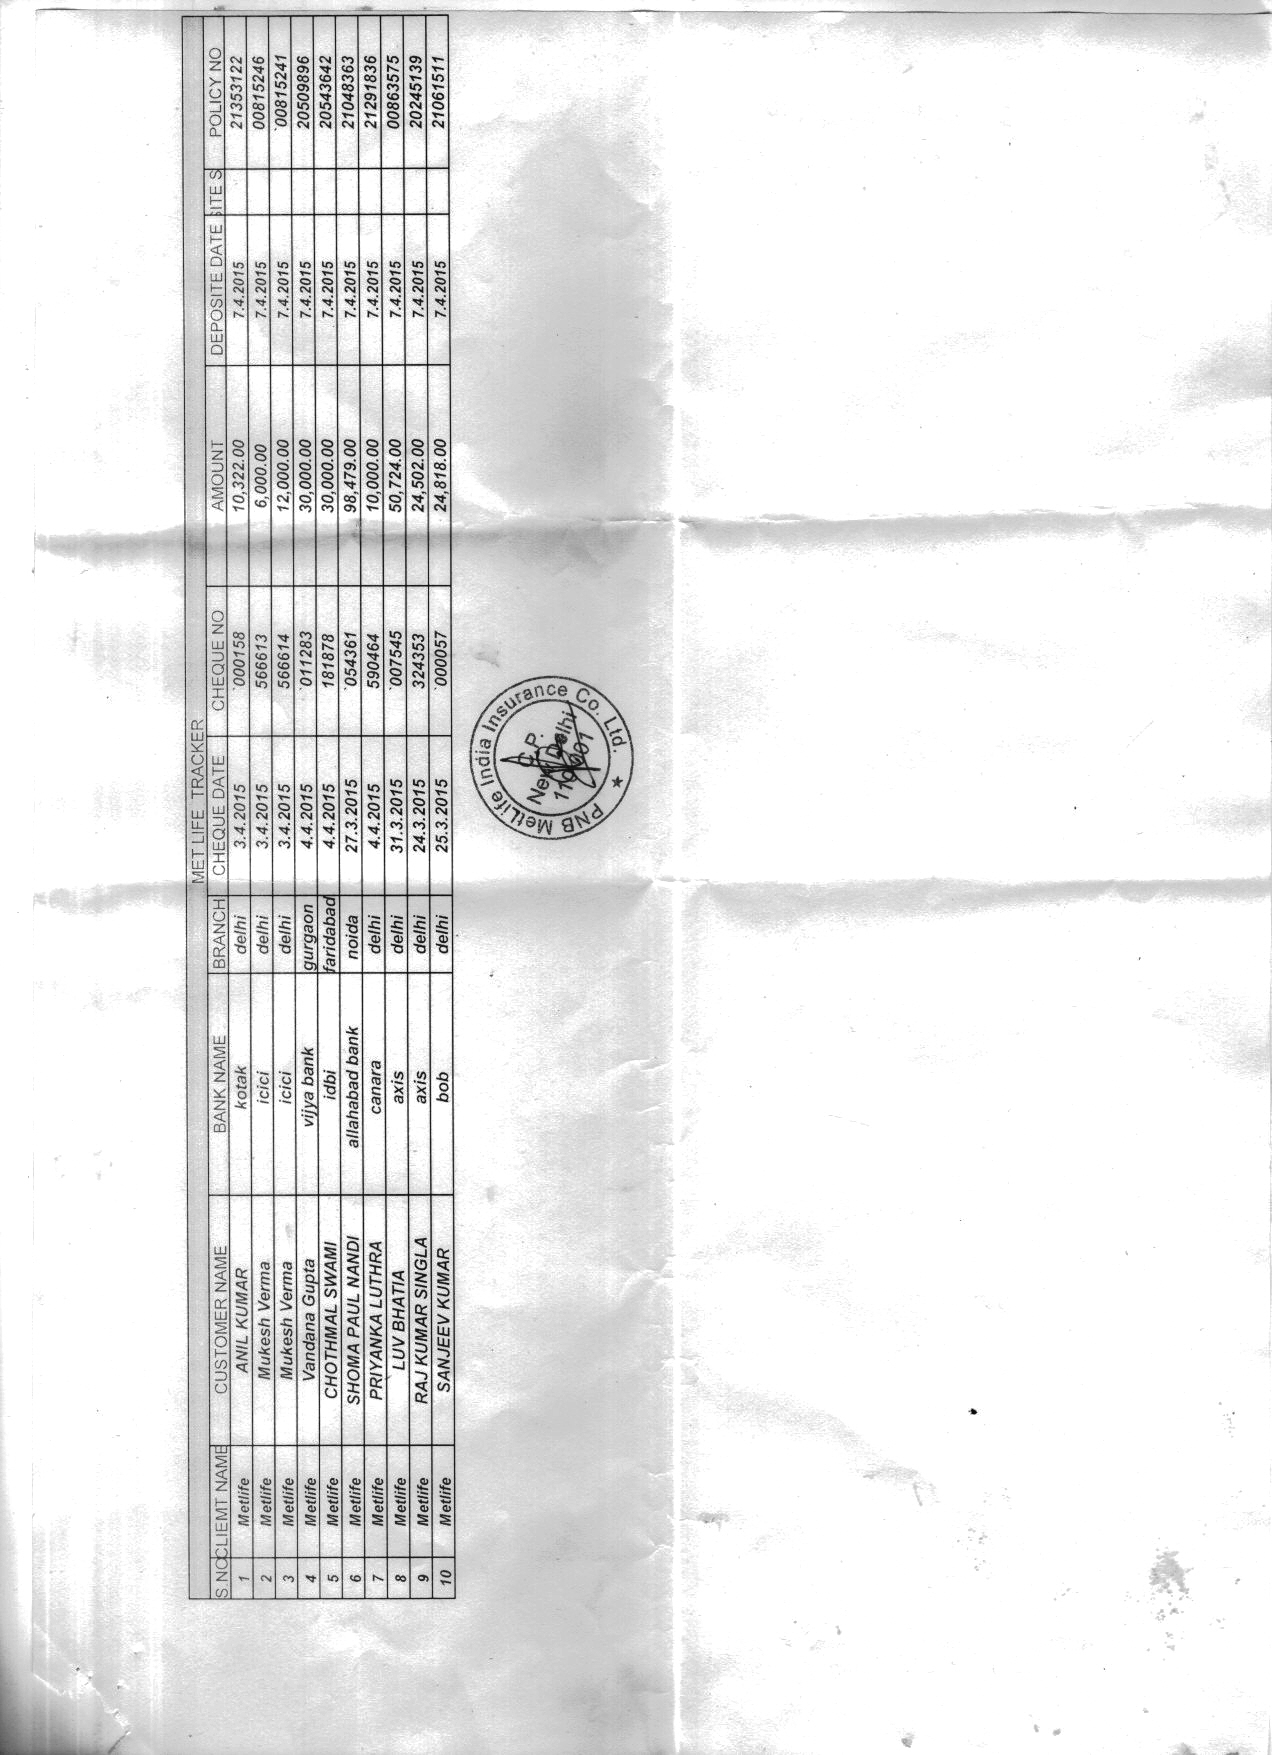 MET LIFE TRACKER
S.NO CLIEMT NAME CUSTOMER NAME BANK NAME BRANCH CHEQUE DATE CHEQUE NO AMOUNT DEPOSITE DATE SITE S POLICY NO
1 Metlife ANIL KUMAR kotak delhi 3.4.2015 `000158 10,322.00 7.4.2015 21353122
2 Metlife Mukesh Verma icici delhi 3.4.2015 566613 6,000.00 7.4.2015 00815246
3 Metlife Mukesh Verma icici delhi 3.4.2015 566614 12,000.00 7.4.2015 `00815241
4 Metlife Vandana Gupta vijya bank gurgaon 4.4.2015 `011283 30,000.00 7.4.2015 20509896
5 Metlife CHOTHMAL SWAMI idbi faridabad 4.4.2015 181878 30,000.00 7.4.2015 20543642
6 Metlife SHOMA PAUL NANDI allahabad bank noida 27.3.2015 `054361 98,479.00 7.4.2015 21048363
7 Metlife PRIYANKA LUTHRA canara delhi 4.4.2015 590464 10,000.00 7.4.2015 21291836
8 Metlife LUV BHATIA axis delhi 31.3.2015 `007545 50,724.00 7.4.2015 00863575
9 Metlife RAJ KUMAR SINGLA axis delhi 24.3.2015 324353 24,502.00 7.4.2015 20245139
10 Metlife SANJEEV KUMAR bob delhi 25.3.2015 `000057 24,818.00 7.4.2015 21061511
PNB MetLife India Insurance Co. Ltd. ★
C.P.
New Delhi
110001